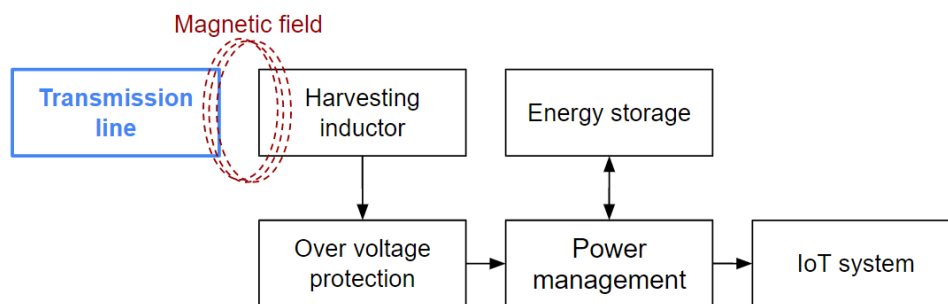 Magnetic field
Transmission
line
Harvesting
inductor
Energy storage
Over voltage
protection
Power
management
IoT system